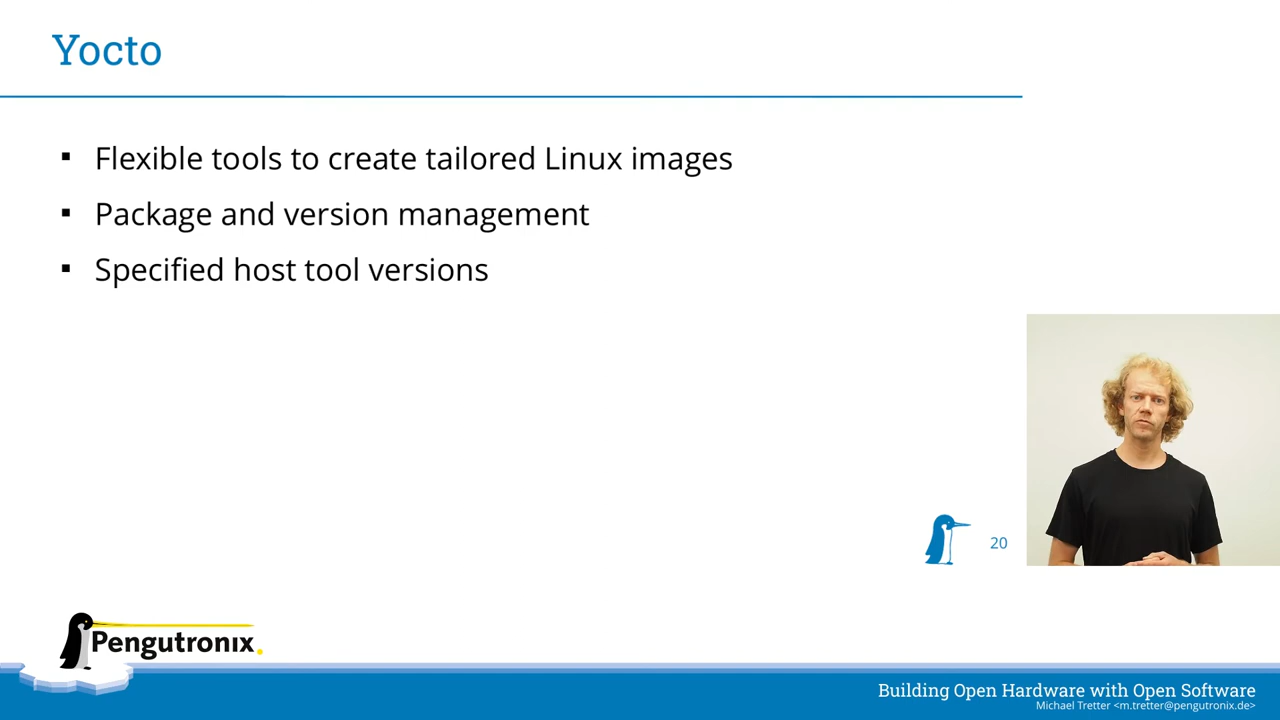 Yocto
Flexible tools to create tailored Linux images
Package and version management
Specified host tool versions
20
Pengutronix
Building Open Hardware with Open Software
Michael Tretter <m.tretter@pengutronix.de>